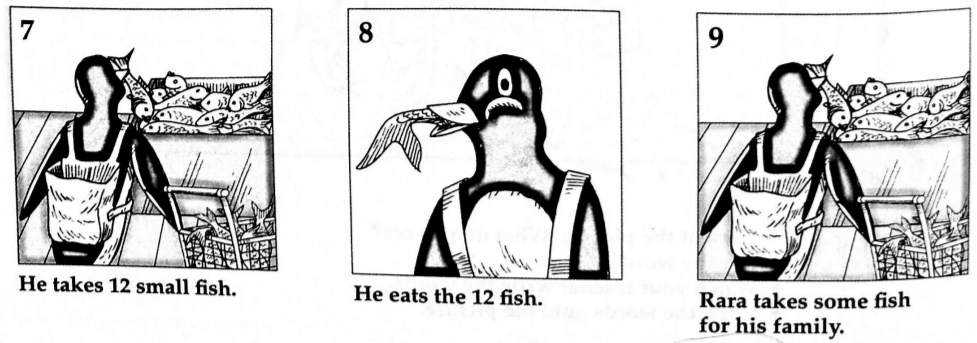 7
He takes 12 small fish.
8
He eats the 12 fish.
9
Rara takes some fish
for his family.